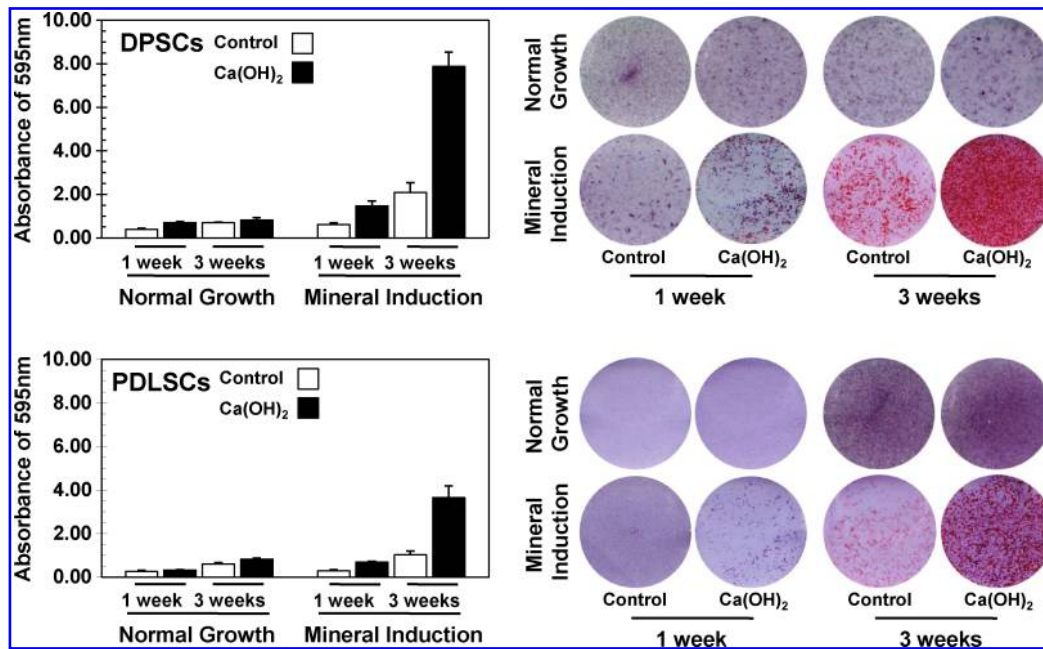 Absorbance of 595nm
10.00
8.00
6.00
4.00
2.00
0.00
DPSCs
Control
Ca(OH)₂
1 week 3 weeks 1 week 3 weeks
Normal Growth Mineral Induction
Normal Growth
Mineral Induction
Control Ca(OH)₂ Control Ca(OH)₂
1 week 3 weeks
Absorbance of 595nm
10.00
8.00
6.00
4.00
2.00
0.00
PDLSCs
Control
Ca(OH)₂
1 week 3 weeks 1 week 3 weeks
Normal Growth Mineral Induction
Normal Growth
Mineral Induction
Control Ca(OH)₂ Control Ca(OH)₂
1 week 3 weeks